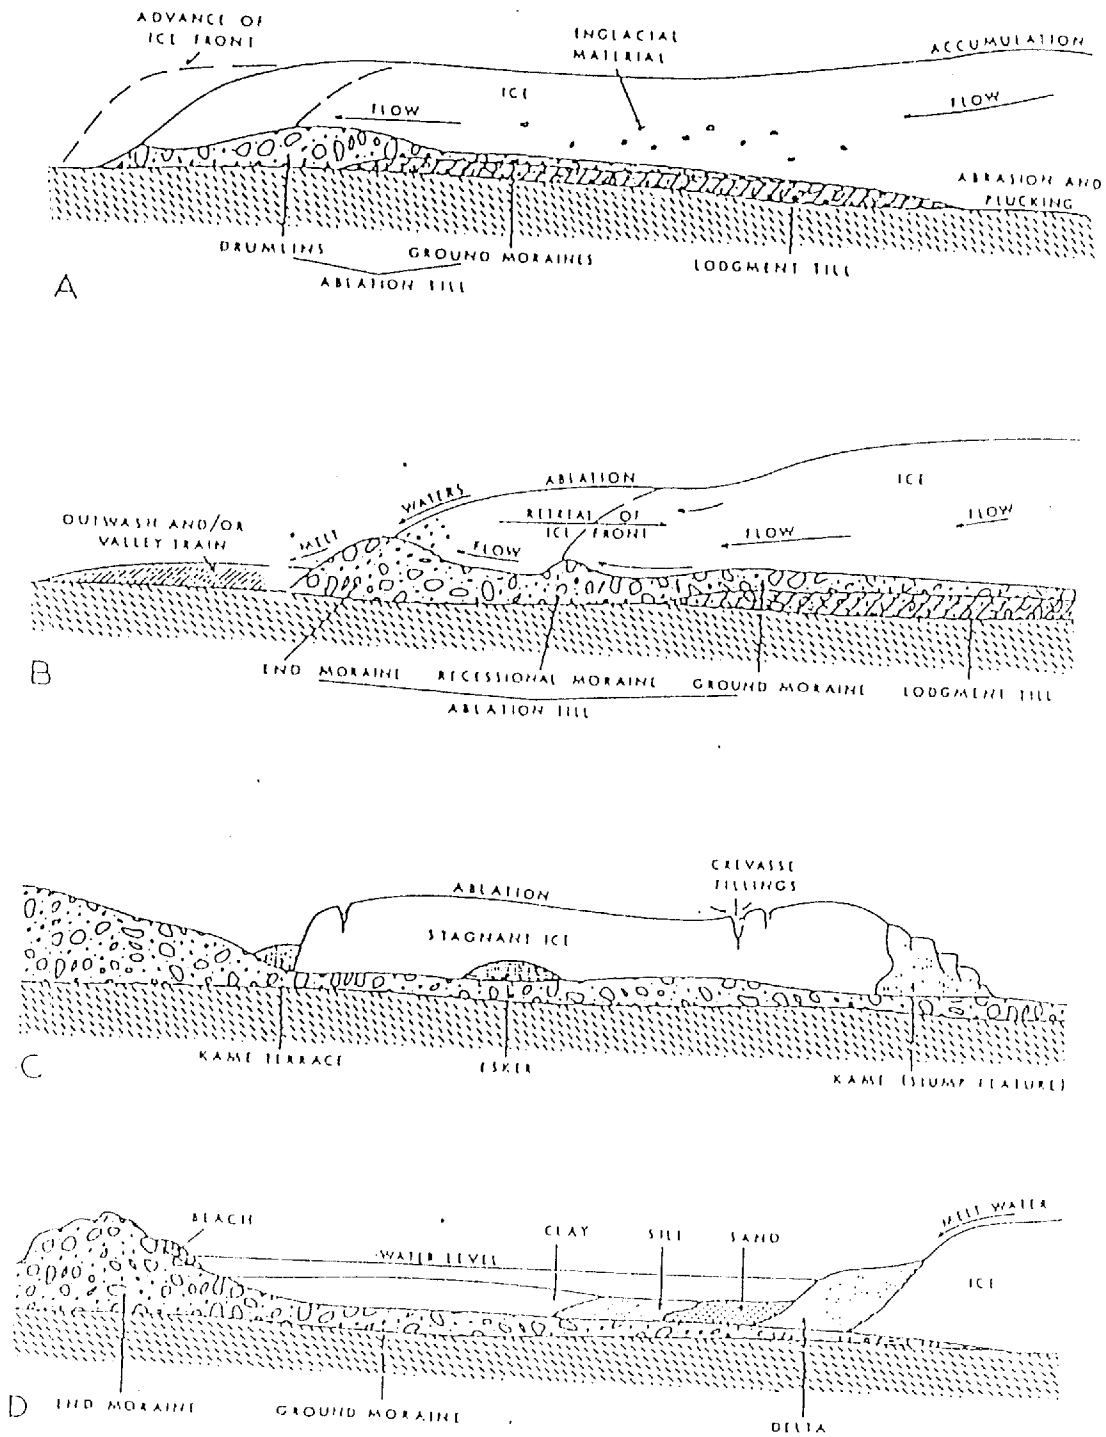 ADVANCE OF
ICE FRONT
ENGLACIAL
MATERIAL
ACCUMULATION
ICE
FLOW
FLOW
ABRASION AND
PLUCKING
DRUMLINS
GROUND MORAINES
LODGMENT TILL
ABLATION TILL
A
ABLATION
ICE
WATERS
OUTWASH AND/OR
VALLEY TRAIN
MELT
RETREAT OF
ICE FRONT
FLOW
FLOW
FLOW
END MORAINE
RECESSIONAL MORAINE
GROUND MORAINE
LODGMENT TILL
ABLATION TILL
B
CREVASSE
FILLINGS
ABLATION
STAGNANT ICE
KAME TERRACE
ESKER
KAME (SLUMP FEATURE)
C
BEACH
WATER LEVEL
CLAY
SILT
SAND
MELT WATER
ICE
END MORAINE
GROUND MORAINE
DELTA
D